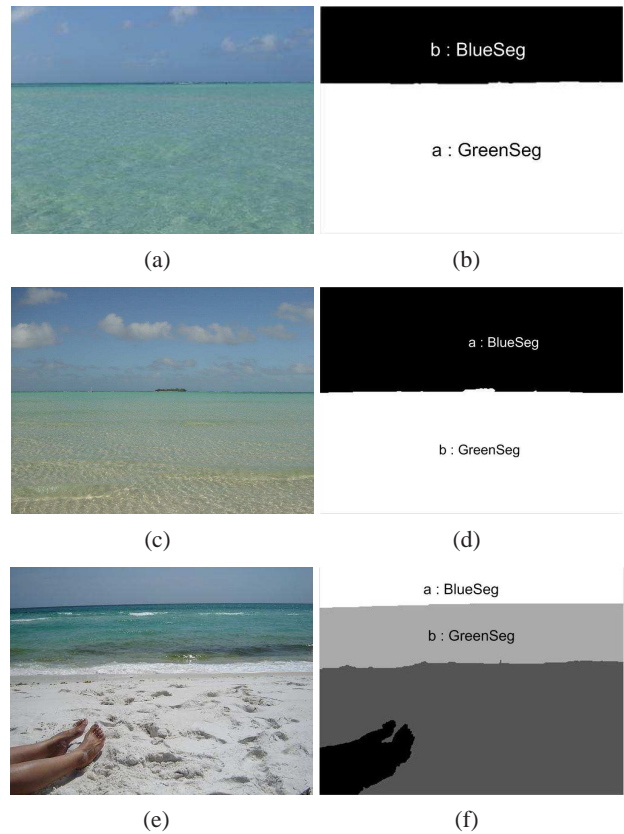 b : BlueSeg
a : GreenSeg
(a)
(b)
a : BlueSeg
b : GreenSeg
(c)
(d)
a : BlueSeg
b : GreenSeg
(e)
(f)